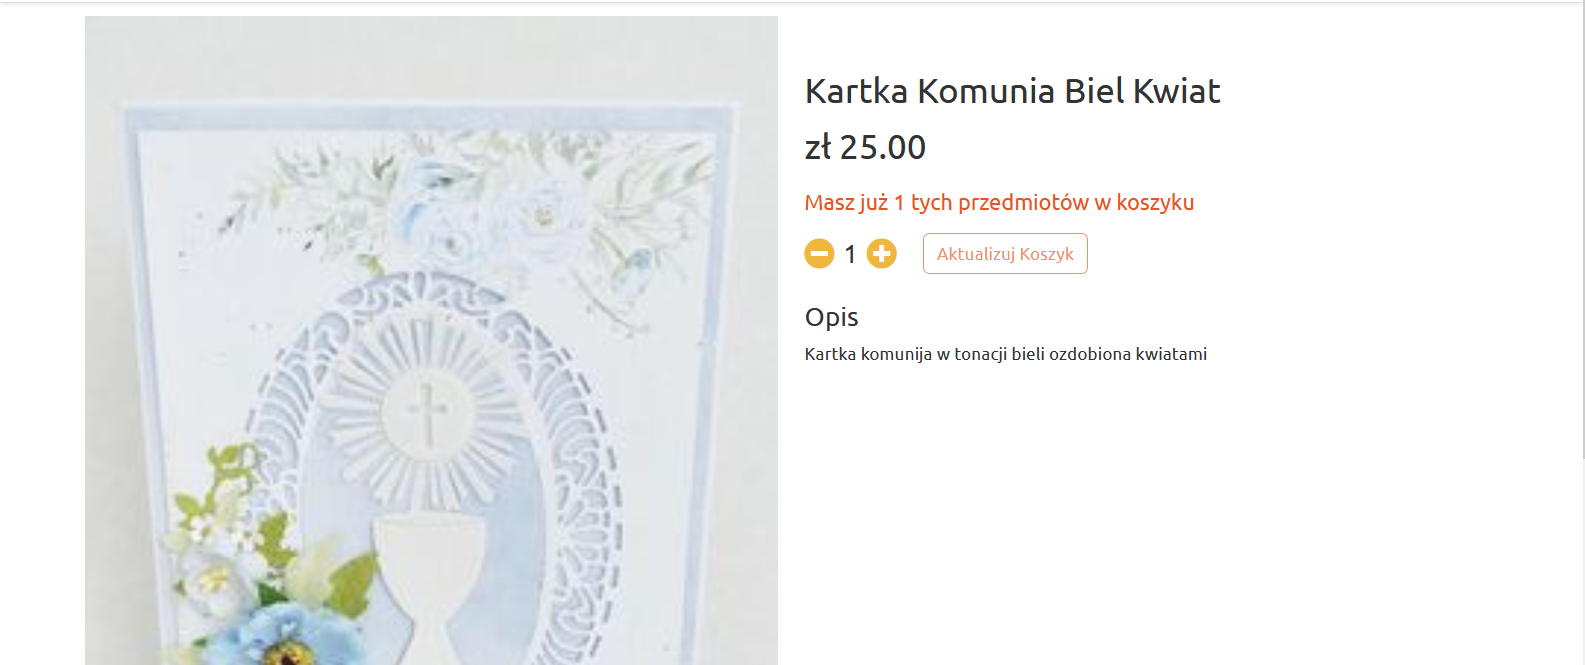 Kartka Komunia Biel Kwiat
zł 25.00
Masz już 1 tych przedmiotów w koszyku
1
Aktualizuj Koszyk
Opis
Kartka komunija w tonacji bieli ozdobiona kwiatami